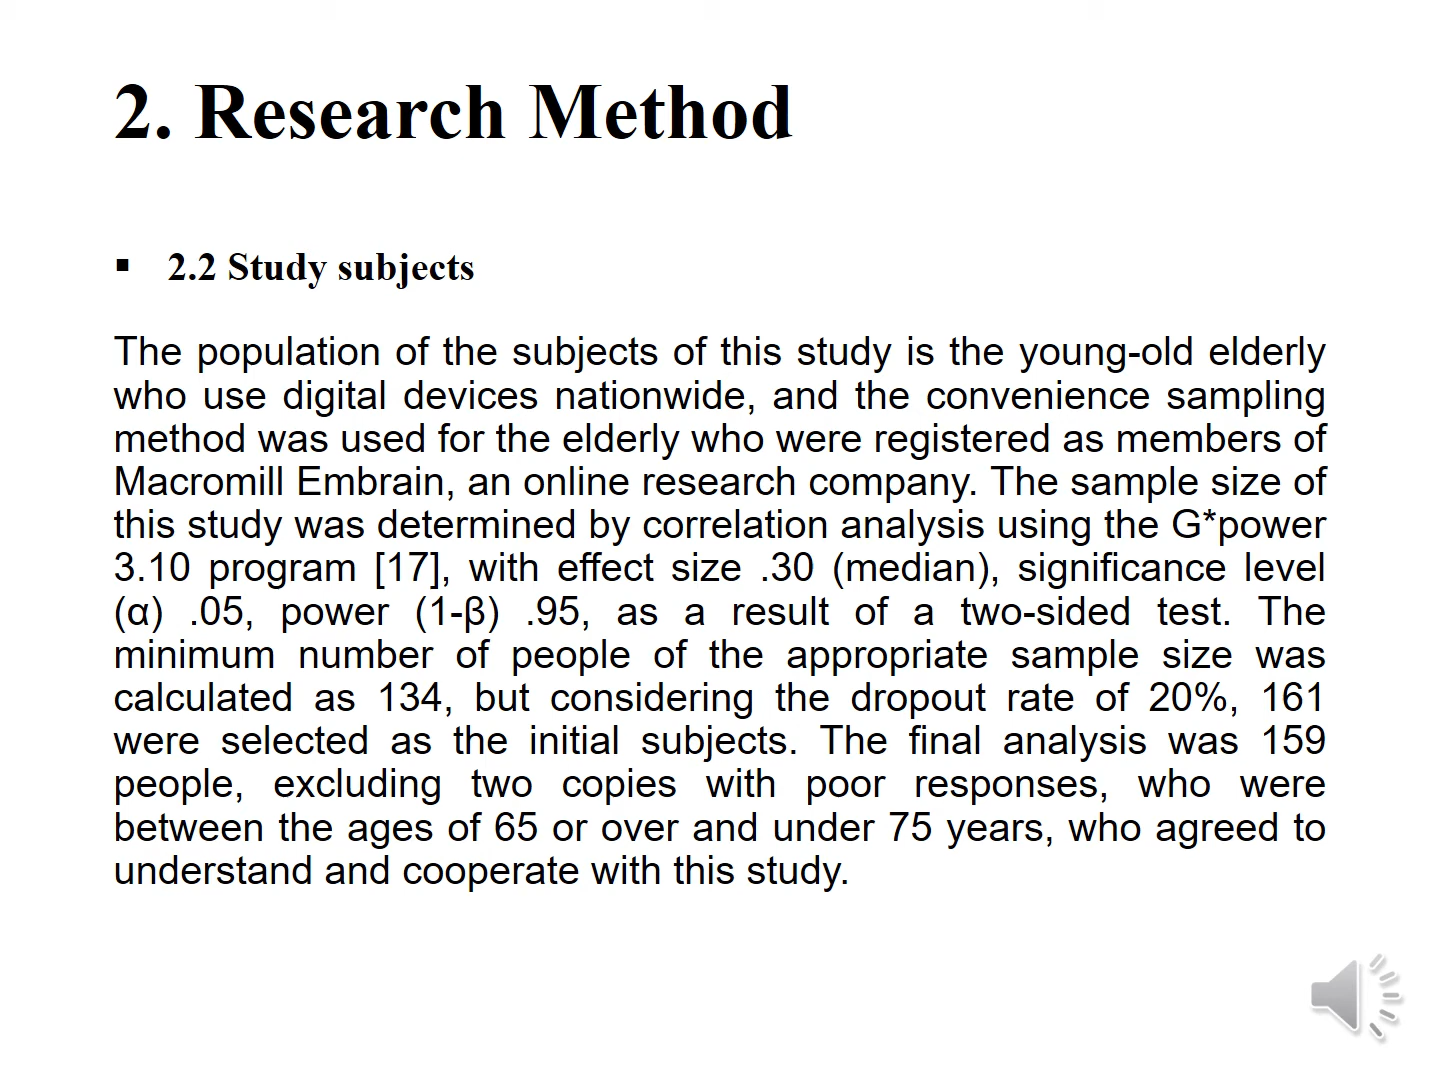 2. Research Method
▪ 2.2 Study subjects
The population of the subjects of this study is the young-old elderly
who use digital devices nationwide, and the convenience sampling
method was used for the elderly who were registered as members of
Macromill Embrain, an online research company. The sample size of
this study was determined by correlation analysis using the G*power
3.10 program [17], with effect size .30 (median), significance level
(α) .05, power (1-β) .95, as a result of a two-sided test. The
minimum number of people of the appropriate sample size was
calculated as 134, but considering the dropout rate of 20%, 161
were selected as the initial subjects. The final analysis was 159
people, excluding two copies with poor responses, who were
between the ages of 65 or over and under 75 years, who agreed to
understand and cooperate with this study.